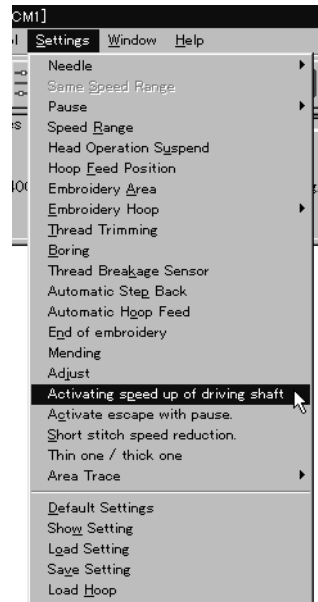 CM1]
Settings Window Help
Needle
Same Speed Range
Pause
Speed Range
Head Operation Suspend
Hoop Feed Position
Embroidery Area
Embroidery Hoop
Thread Trimming
Boring
Thread Breakage Sensor
Automatic Step Back
Automatic Hoop Feed
End of embroidery
Mending
Adjust
Activating speed up of driving shaft
Activate escape with pause.
Short stitch speed reduction.
Thin one / thick one
Area Trace
Default Settings
Show Setting
Load Setting
Save Setting
Load Hoop